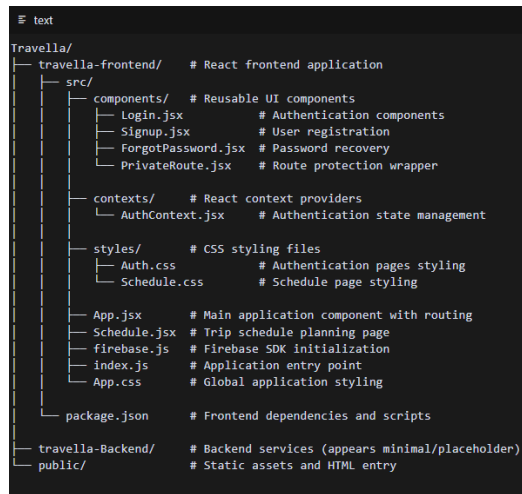 text
Travella/
├── travella-frontend/    # React frontend application
│   ├── src/
│   │   ├── components/   # Reusable UI components
│   │   │   ├── Login.jsx          # Authentication components
│   │   │   ├── Signup.jsx         # User registration
│   │   │   ├── ForgotPassword.jsx # Password recovery
│   │   │   └── PrivateRoute.jsx   # Route protection wrapper
│   │   │
│   │   ├── contexts/     # React context providers
│   │   │   └── AuthContext.jsx    # Authentication state management
│   │   │
│   │   ├── styles/       # CSS styling files
│   │   │   ├── Auth.css           # Authentication pages styling
│   │   │   └── Schedule.css       # Schedule page styling
│   │   │
│   │   ├── App.jsx       # Main application component with routing
│   │   ├── Schedule.jsx  # Trip schedule planning page
│   │   ├── firebase.js   # Firebase SDK initialization
│   │   ├── index.js      # Application entry point
│   │   └── App.css       # Global application styling
│   │
│   └── package.json      # Frontend dependencies and scripts
│
├── travella-Backend/     # Backend services (appears minimal/placeholder)
└── public/               # Static assets and HTML entry